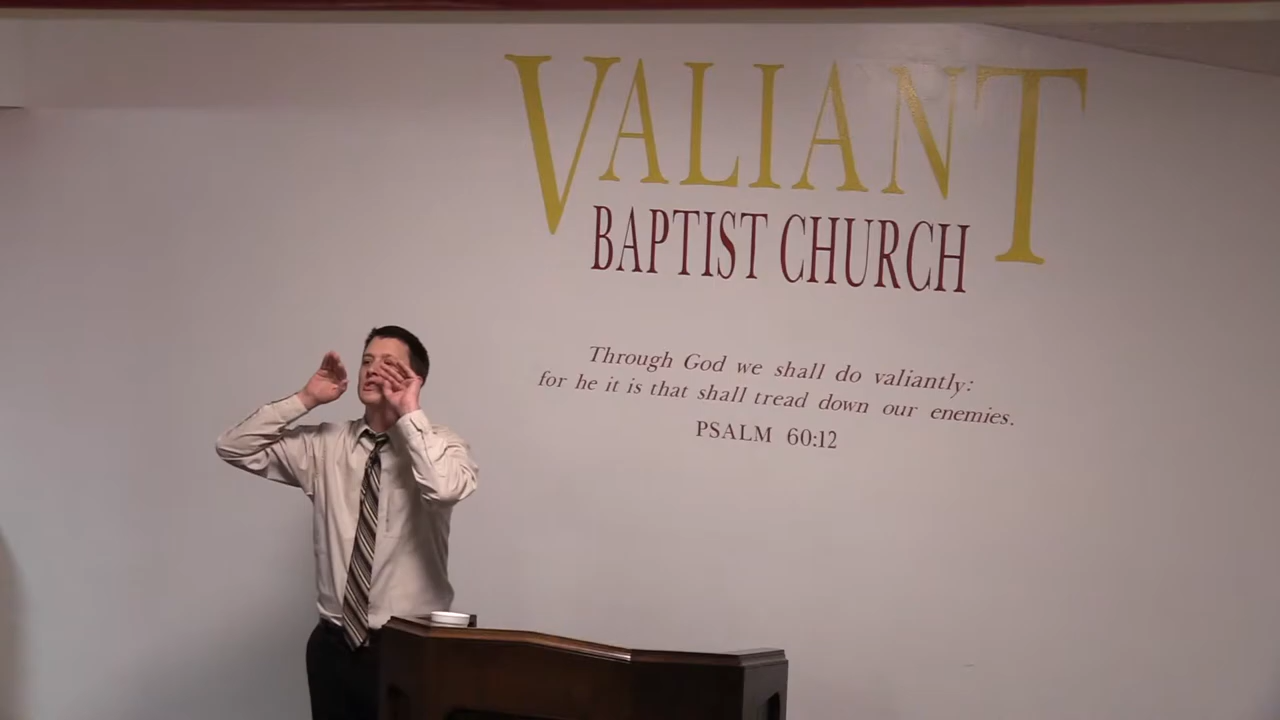 VALIANT
BAPTIST CHURCH
Through God we shall do valiantly:
for he it is that shall tread down our enemies.
PSALM 60:12